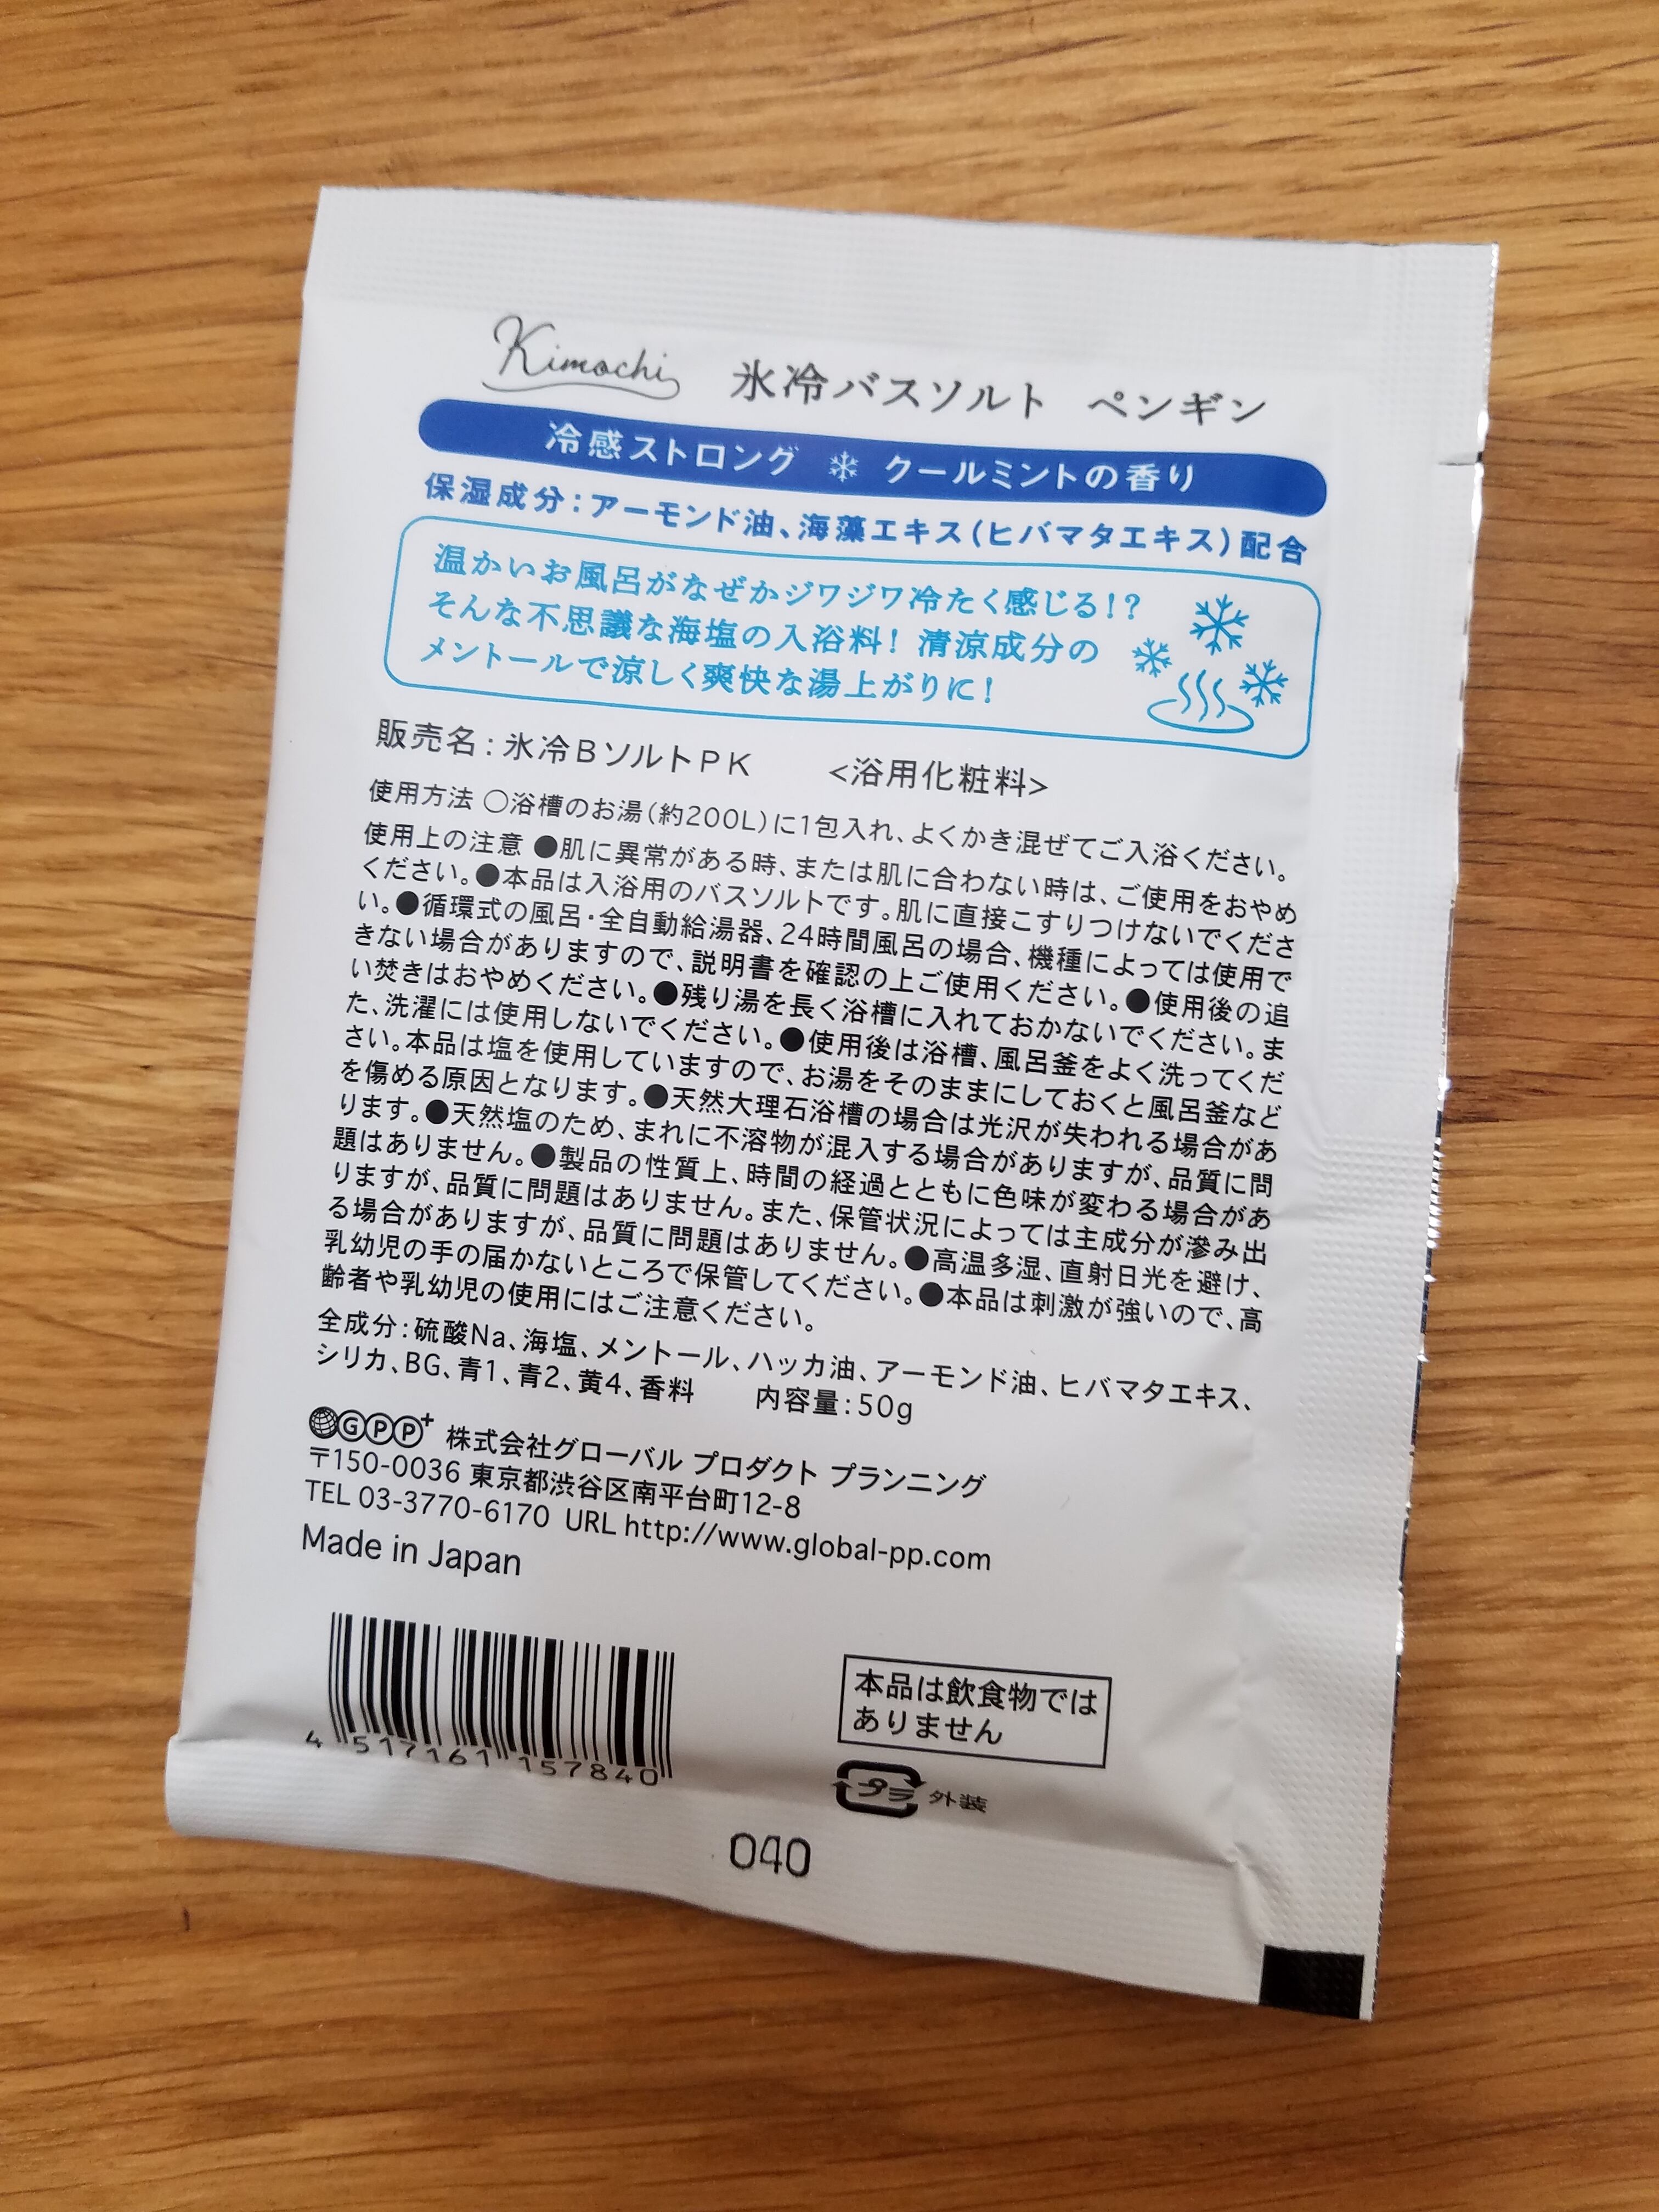 Kimochi 氷冷バスソルト ペンギン
冷感ストロング ❄ クールミントの香り
保湿成分:アーモンド油、海藻エキス(ヒバマタエキス)配合
温かいお風呂がなぜかジワジワ冷たく感じる!?
そんな不思議な海塩の入浴料! 清涼成分の
メントールで涼しく爽快な湯上がりに!
販売名:氷冷BソルトPK <浴用化粧料>
使用方法 ○浴槽のお湯(約200L)に1包入れ、よくかき混ぜてご入浴ください。
使用上の注意 ●肌に異常がある時、または肌に合わない時は、ご使用をおやめ
ください。●本品は入浴用のバスソルトです。肌に直接こすりつけないでくださ
い。●循環式の風呂・全自動給湯器、24時間風呂の場合、機種によっては使用で
きない場合がありますので、説明書を確認の上ご使用ください。●使用後の追
い焚きはおやめください。●残り湯を長く浴槽に入れておかないでください。ま
た、洗濯には使用しないでください。●使用後は浴槽、風呂釜をよく洗ってくだ
さい。本品は塩を使用していますので、お湯をそのままにしておくと風呂釜など
を傷める原因となります。●天然大理石浴槽の場合は光沢が失われる場合があ
ります。●天然塩のため、まれに不溶物が混入する場合がありますが、品質に問
題はありません。●製品の性質上、時間の経過とともに色味が変わる場合があ
りますが、品質に問題はありません。また、保管状況によっては主成分が滲み出
る場合がありますが、品質に問題はありません。●高温多湿、直射日光を避け、
乳幼児の手の届かないところで保管してください。●本品は刺激が強いので、高
齢者や乳幼児の使用にはご注意ください。
全成分:硫酸Na、海塩、メントール、ハッカ油、アーモンド油、ヒバマタエキス、
シリカ、BG、青1、青2、黄4、香料 内容量:50g
GPP+ 株式会社グローバル プロダクト プランニング
〒150-0036 東京都渋谷区南平台町12-8
TEL 03-3770-6170 URL http://www.global-pp.com
Made in Japan
4 517161 157840
本品は飲食物では
ありません
プラ 外装
040